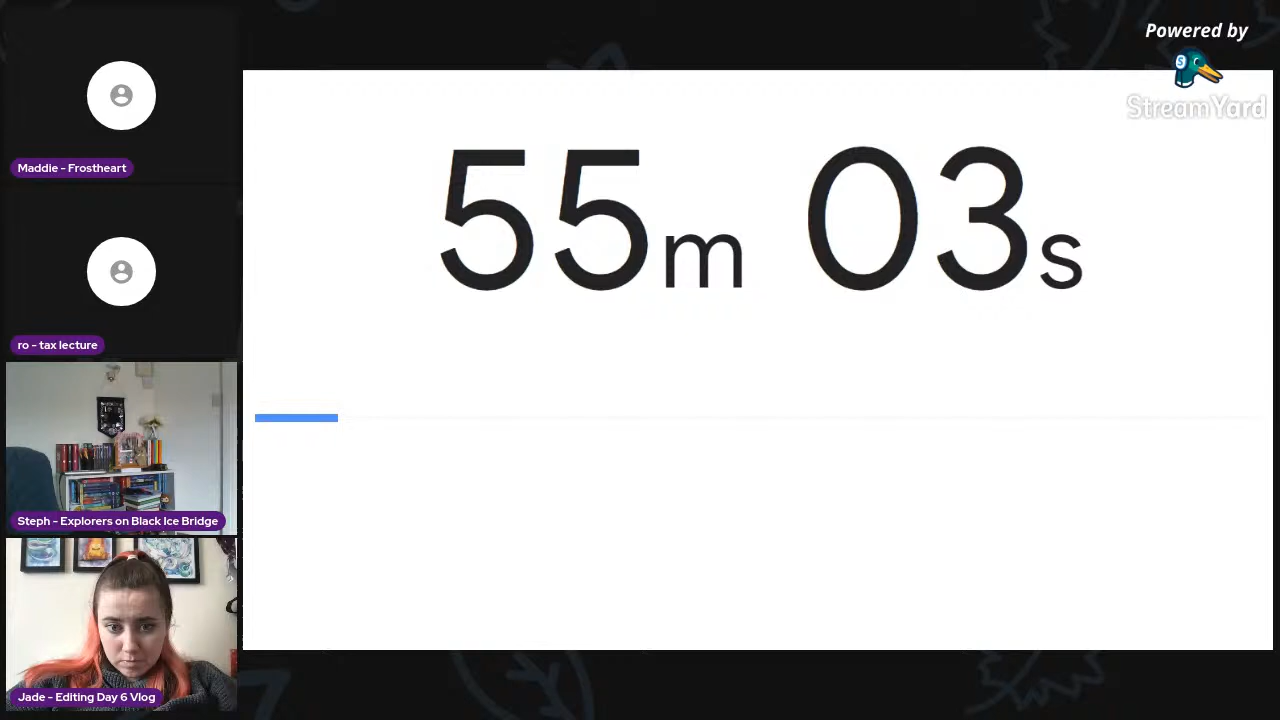 Powered by
StreamYard
Maddie - Frostheart
ro - tax lecture
Steph - Explorers on Black Ice Bridge
Jade - Editing Day 6 Vlog
55m 03s